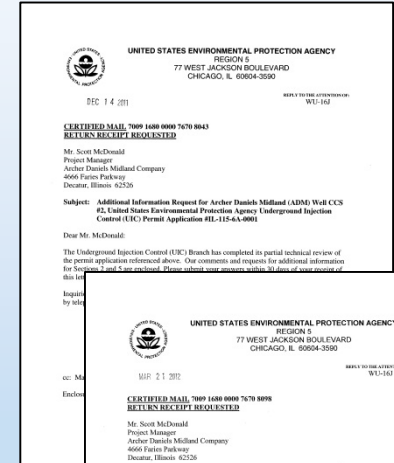 UNITED STATES ENVIRONMENTAL PROTECTION AGENCY
REGION 5
77 WEST JACKSON BOULEVARD
CHICAGO, IL 60604-3590
DEC 14 2011
REPLY TO THE ATTENTION OF:
WU-16J
CERTIFIED MAIL 7009 1680 0000 7670 8043
RETURN RECEIPT REQUESTED
Mr. Scott McDonald
Project Manager
Archer Daniels Midland Company
4666 Faries Parkway
Decatur, Illinois 62526
Subject: Additional Information Request for Archer Daniels Midland (ADM) Well CCS
#2, United States Environmental Protection Agency Underground Injection
Control (UIC) Permit Application #IL-115-6A-0001
Dear Mr. McDonald:
The Underground Injection Control (UIC) Branch has completed its partial technical review of
the permit application referenced above. Our comments and requests for additional information
for Sections 2 and 5 are enclosed. Please submit your answers within 30 days of your receipt of
this
Inquiri
by telep
cc: Ma
Enclos
UNITED STATES ENVIRONMENTAL PROTECTION AGENCY
REGION 5
77 WEST JACKSON BOULEVARD
CHICAGO, IL 60604-3590
MAR 21 2012
REPLY TO THE ATTENT
WU-16J
CERTIFIED MAIL 7009 1680 0000 7670 8098
RETURN RECEIPT REQUESTED
Mr. Scott McDonald
Project Manager
Archer Daniels Midland Company
4666 Faries Parkway
Decatur, Illinois 62526